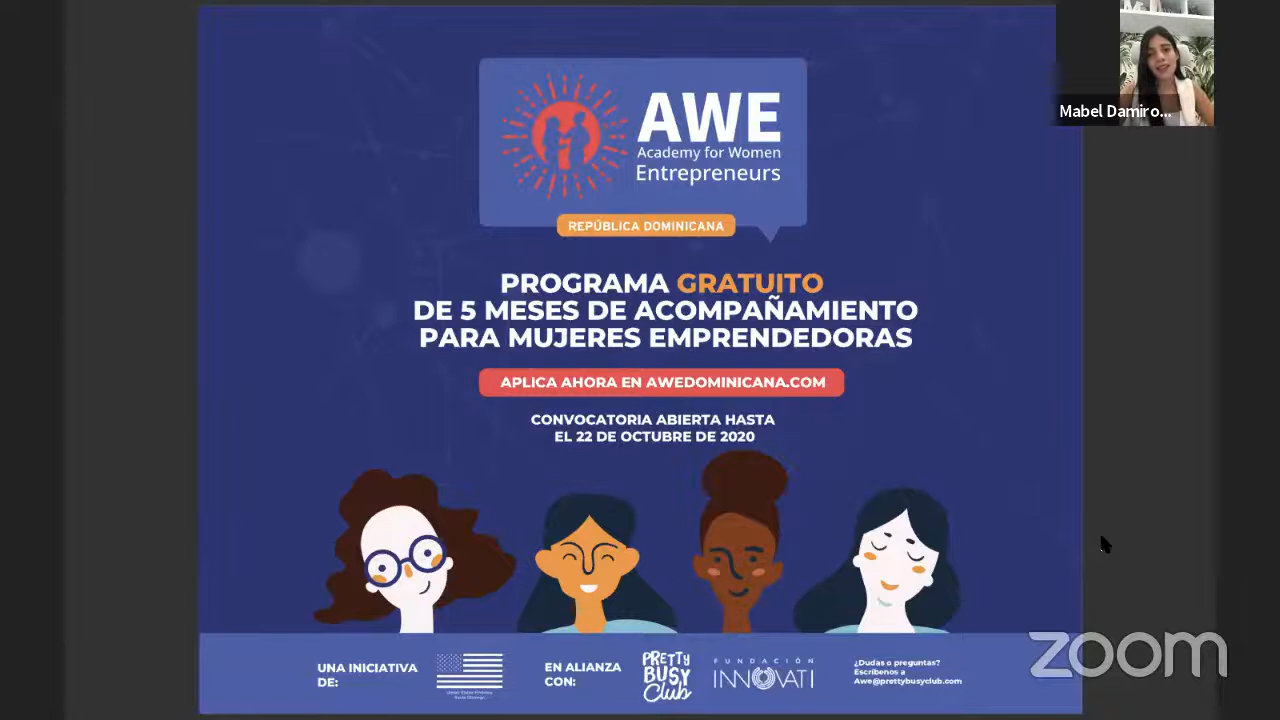 AWE
Academy for Women
Entrepreneurs
REPÚBLICA DOMINICANA
PROGRAMA GRATUITO
DE 5 MESES DE ACOMPAÑAMIENTO
PARA MUJERES EMPRENDEDORAS
APLICA AHORA EN AWEDOMINICANA.COM
CONVOCATORIA ABIERTA HASTA
EL 22 DE OCTUBRE DE 2020
UNA INICIATIVA
DE:
EN ALIANZA
CON:
PRETTY
BUSY
Club
FUNDACIÓN
INNOVATI
¿Dudas o preguntas?
Escríbenos a
Awe@prettybusyclub.com
Mabel Damiro...
zoom